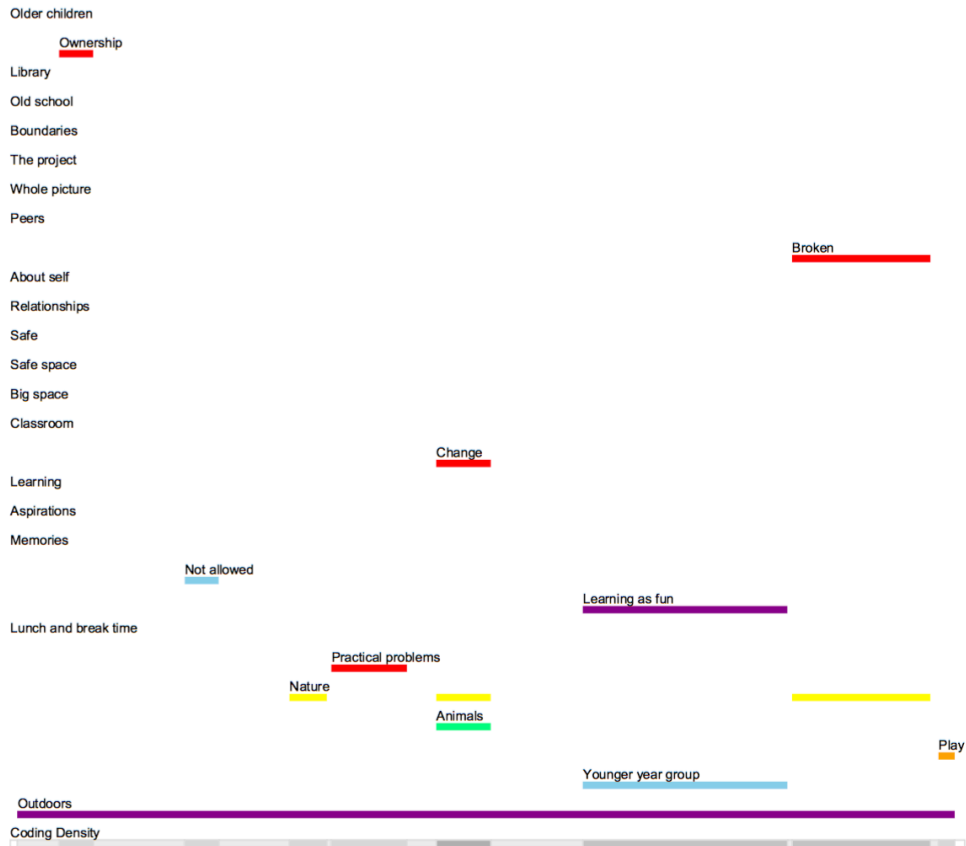 Older children
Ownership
Library
Old school
Boundaries
The project
Whole picture
Peers
Broken
About self
Relationships
Safe
Safe space
Big space
Classroom
Change
Learning
Aspirations
Memories
Not allowed
Learning as fun
Lunch and break time
Practical problems
Nature
Animals
Play
Younger year group
Outdoors
Coding Density